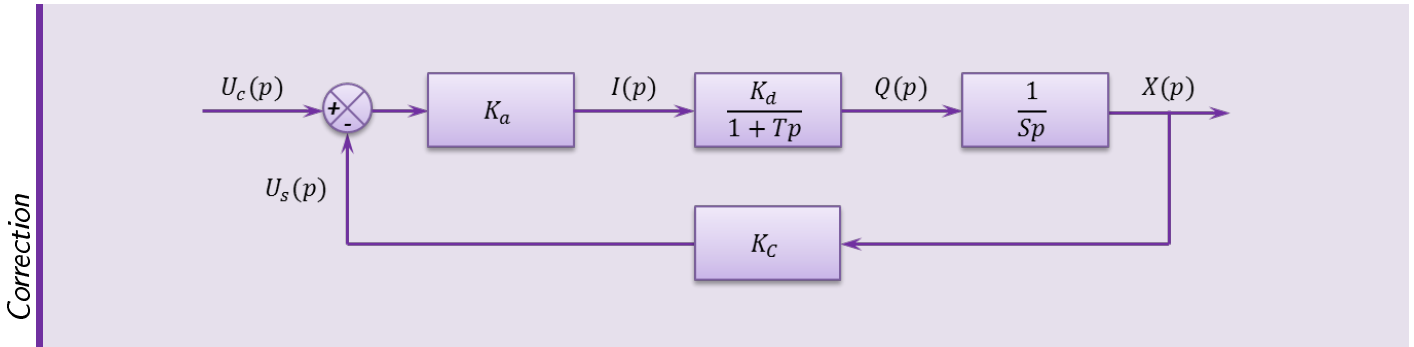 U_c(p)
+
-
K_a
I(p)
K_d
1 + Tp
Q(p)
1
Sp
X(p)
U_s(p)
K_C
Correction